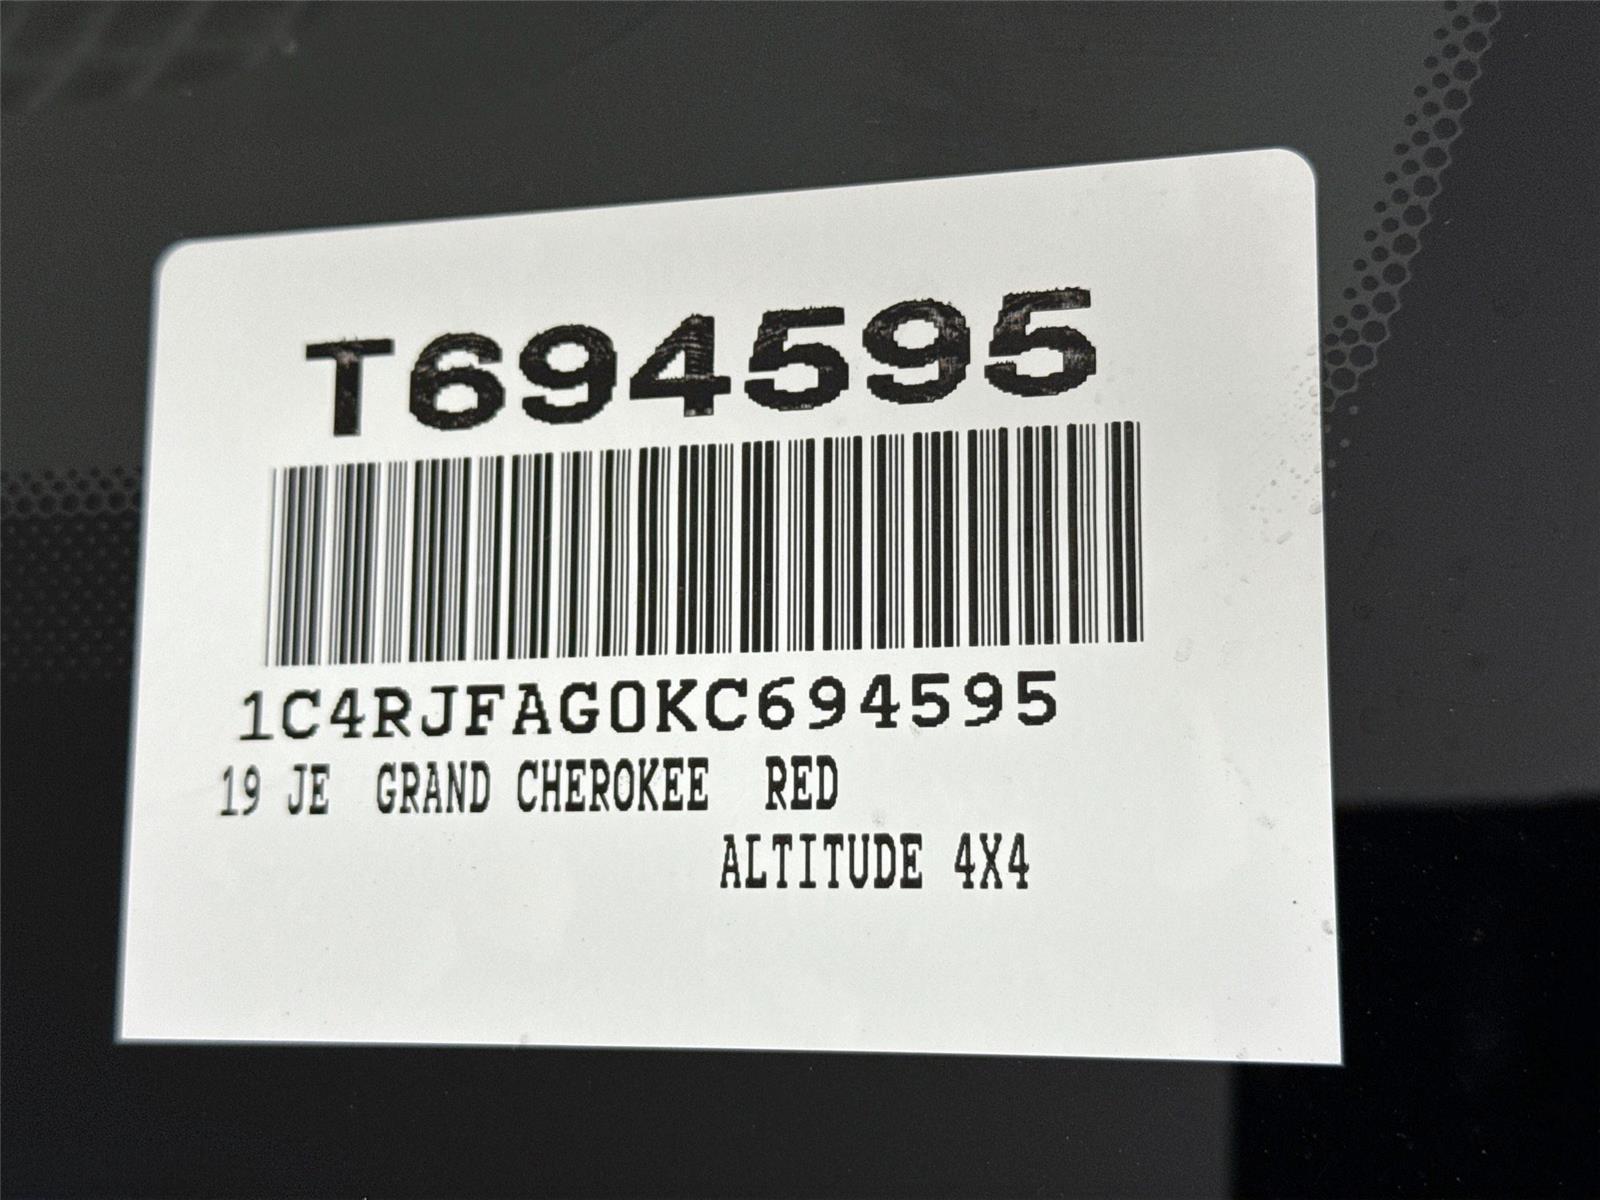 T694595
1C4RJFAG0KC694595
19 JE GRAND CHEROKEE RED
ALTITUDE 4X4